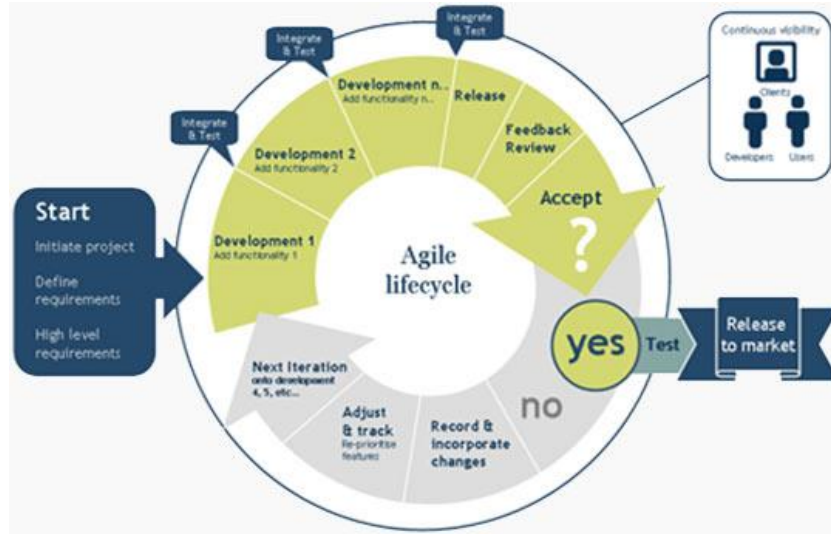 Start
Initiate project
Define
requirements
High level
requirements
Integrate
& Test
Integrate
& Test
Integrate
& Test
Development 1
Add functionality 1
Development 2
Add functionality 2
Development n..
Add functionality n...
Release
Feedback
Review
Accept
?
yes
Test
Release
to market
no
Record &
incorporate
changes
Adjust
& track
Re-prioritise
features
Next Iteration
onto development
4, 5, etc...
Agile
lifecycle
Continuous visibility
Clients
Developers
Users